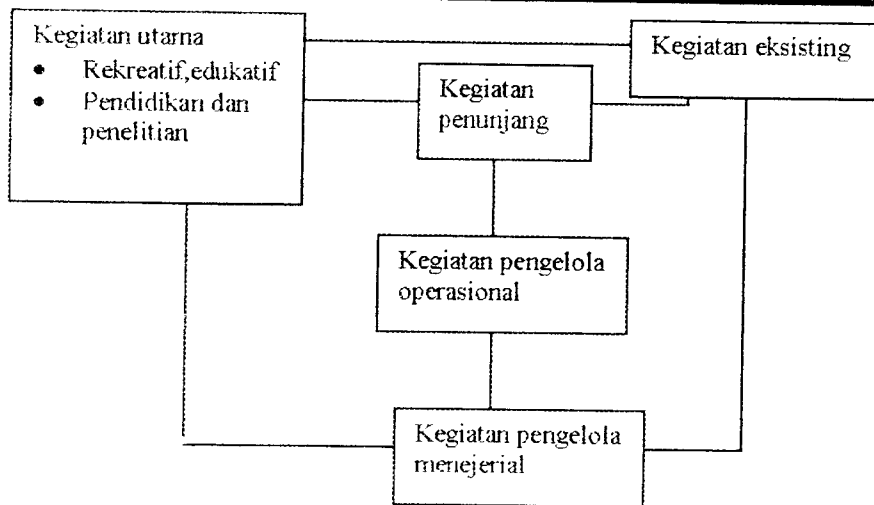 Kegiatan utama
• Rekreatif,edukatif
• Pendidikan dan
penelitian
Kegiatan eksisting
Kegiatan
penunjang
Kegiatan pengelola
operasional
Kegiatan pengelola
menejerial